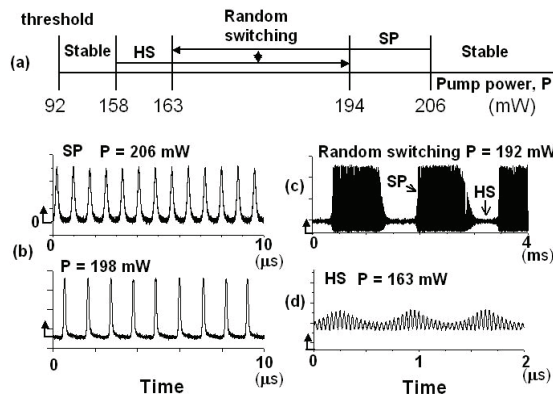 threshold
Random
switching
Stable
HS
SP
Stable
(a)
Pump power, P
92 158 163 194 206 (mW)
SP P = 206 mW
0
0 10
(μs)
(b)
P = 198 mW
0 10
(μs)
Time
Random switching P = 192 mW
(c)
SP
HS
0 4
(ms)
HS P = 163 mW
(d)
0 1 2
(μs)
Time